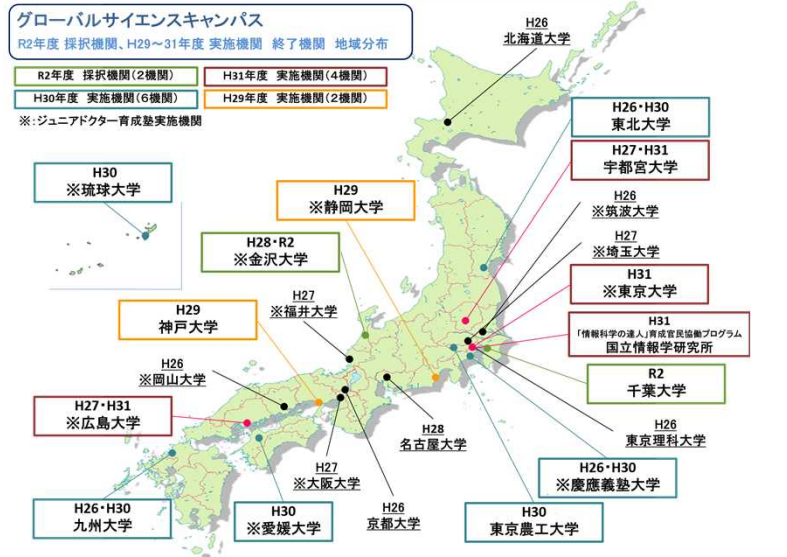 グローバルサイエンスキャンパス
R2年度 採択機関、H29～31年度 実施機関 終了機関 地域分布
R2年度 採択機関(2機関)
H31年度 実施機関(4機関)
H30年度 実施機関(6機関)
H29年度 実施機関(2機関)
※:ジュニアドクター育成塾実施機関
H26
北海道大学
H26・H30
東北大学
H27・H31
宇都宮大学
H30
※琉球大学
H29
※静岡大学
H26
※筑波大学
H28・R2
※金沢大学
H27
※埼玉大学
H31
※東京大学
H29
神戸大学
H27
※福井大学
H31
「情報科学の達人」育成官民協働プログラム
国立情報学研究所
H26
※岡山大学
R2
千葉大学
H27・H31
※広島大学
H28
名古屋大学
H26
東京理科大学
H27
※大阪大学
H26・H30
※慶應義塾大学
H26・H30
九州大学
H30
※愛媛大学
H26
京都大学
H30
東京農工大学